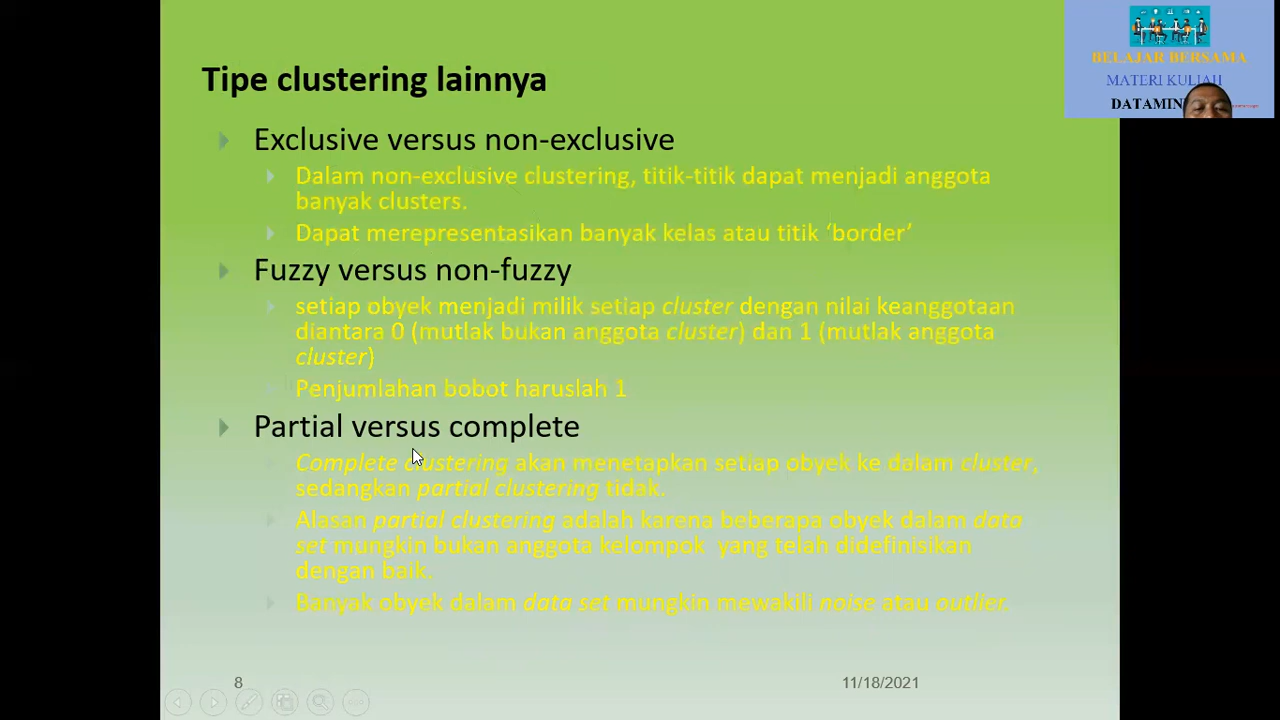 BELAJAR BERSAMA
MATERI KULIAH
DATAMIN
Tipe clustering lainnya
Exclusive versus non-exclusive
Dalam non-exclusive clustering, titik-titik dapat menjadi anggota
banyak clusters.
Dapat merepresentasikan banyak kelas atau titik ‘border’
Fuzzy versus non-fuzzy
setiap obyek menjadi milik setiap cluster dengan nilai keanggotaan
diantara 0 (mutlak bukan anggota cluster) dan 1 (mutlak anggota
cluster)
Penjumlahan bobot haruslah 1
Partial versus complete
Complete clustering akan menetapkan setiap obyek ke dalam cluster,
sedangkan partial clustering tidak.
Alasan partial clustering adalah karena beberapa obyek dalam data
set mungkin bukan anggota kelompok yang telah didefinisikan
dengan baik.
Banyak obyek dalam data set mungkin mewakili noise atau outlier.
8
11/18/2021